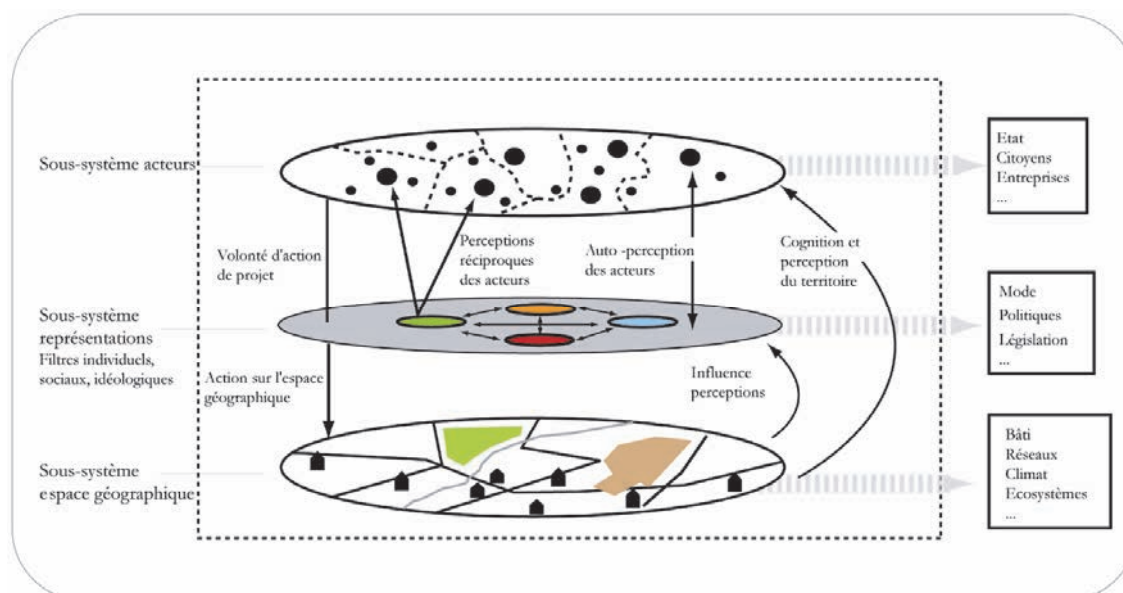 Sous-système acteurs
Etat
Citoyens
Entreprises
...
Volonté d'action
de projet
Perceptions
réciproques
des acteurs
Auto -perception
des acteurs
Cognition et
perception
du territoire
Sous-système
représentations
Filtres individuels,
sociaux, idéologiques
Mode
Politiques
Législation
...
Action sur l'espace
géographique
Influence
perceptions
Sous-système
espace géographique
Bâti
Réseaux
Climat
Ecosystèmes
...